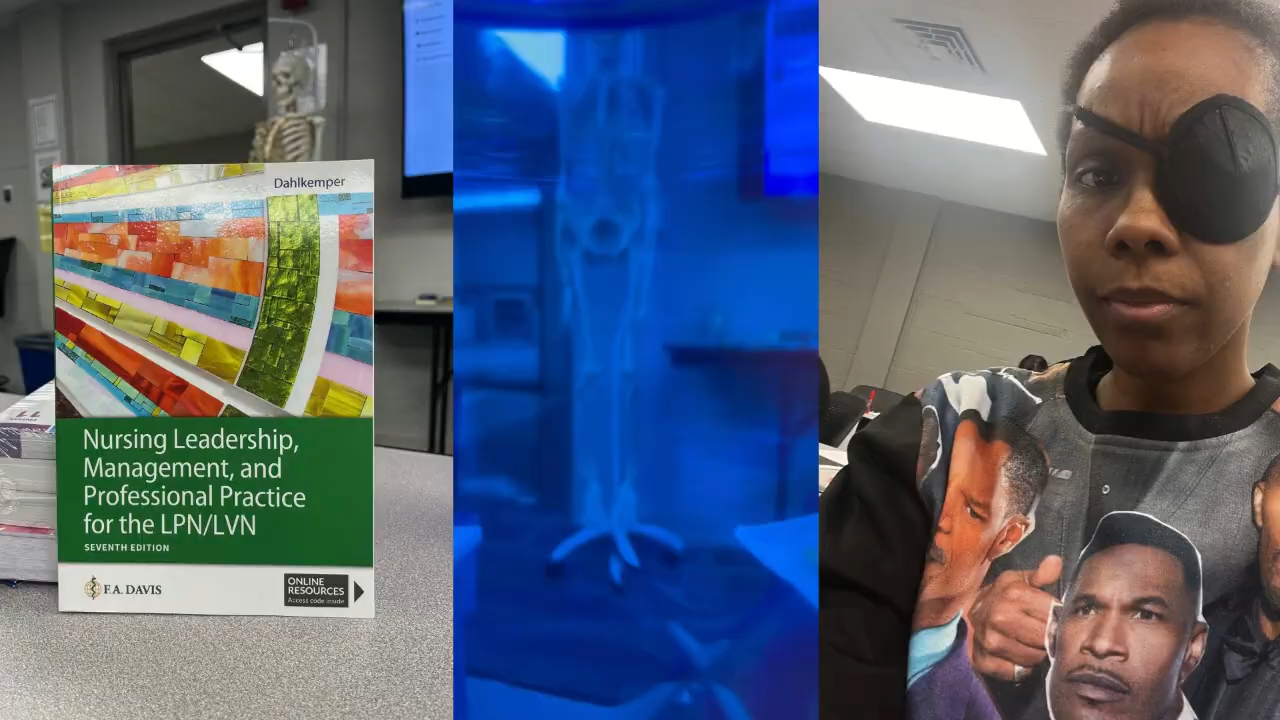 Dahlkemper
Nursing Leadership,
Management, and
Professional Practice
for the LPN/LVN
SEVENTH EDITION
F.A. DAVIS
ONLINE
RESOURCES
Access code inside